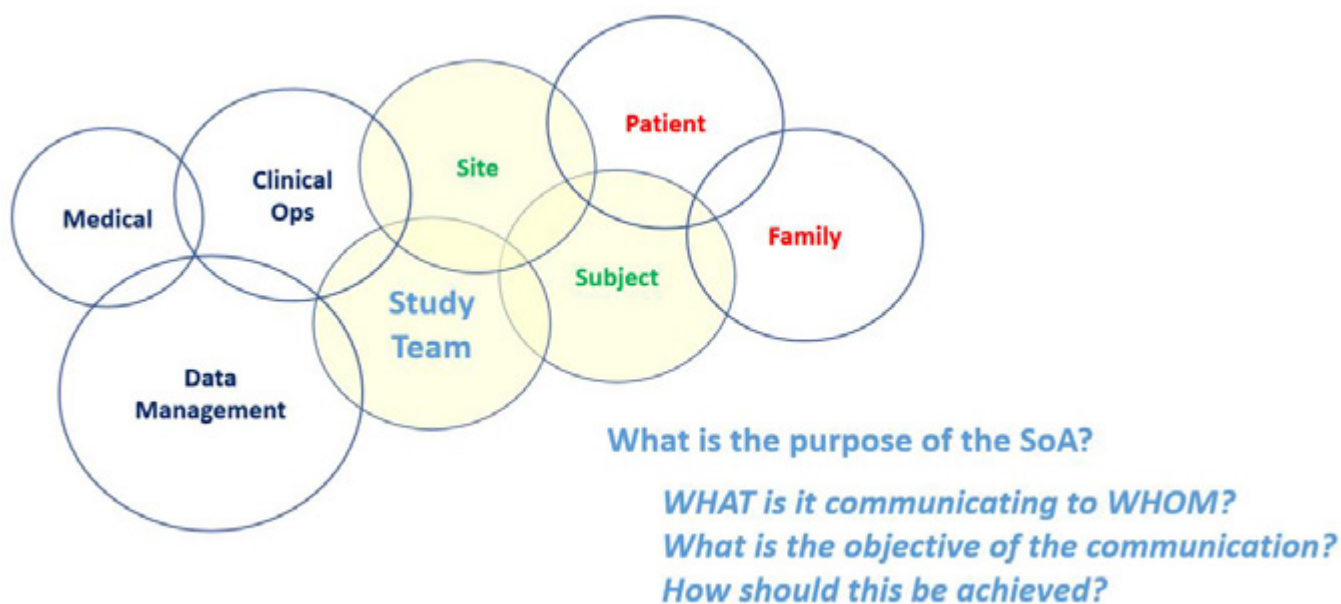 Patient
Clinical
Ops
Site
Medical
Family
Subject
Study
Team
Data
Management
What is the purpose of the SoA?
WHAT is it communicating to WHOM?
What is the objective of the communication?
How should this be achieved?